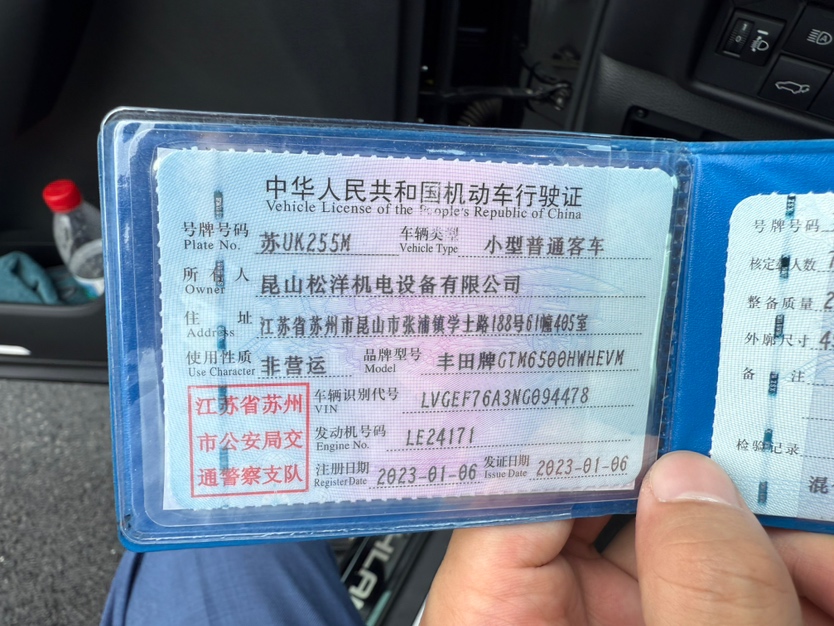 中华人民共和国机动车行驶证
Vehicle License of the People's Republic of China
号牌号码 苏UK255M 车辆类型 小型普通客车
Plate No. Vehicle Type
所有人 昆山松洋机电设备有限公司
Owner
住址 江苏省苏州市昆山市张浦镇学士路188号61幢405室
Address
使用性质 非营运 品牌型号 丰田牌GTM6500HWHEVM
Use Character Model
江苏省苏州
市公安局交
通警察支队
车辆识别代号 LVGEF76A3NG094478
VIN
发动机号码 LE24171
Engine No.
注册日期 2023-01-06 发证日期 2023-01-06
Register Date Issue Date
号牌号码
核定载人数
整备质量 2
外廓尺寸 4
备注
检验记录
混
HLAN